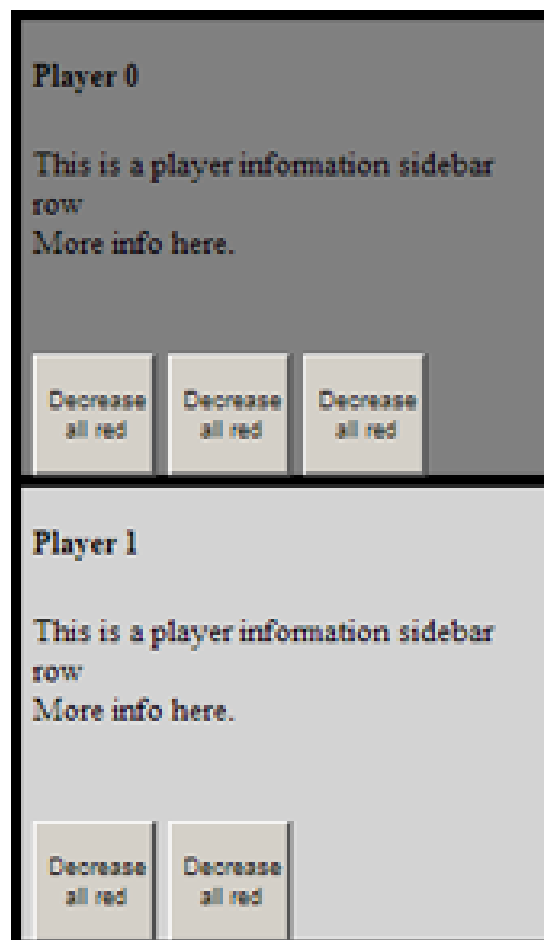 Player 0
This is a player information sidebar
row
More info here.
Decrease Decrease Decrease
all red all red all red
Player 1
This is a player information sidebar
row
More info here.
Decrease Decrease
all red all red